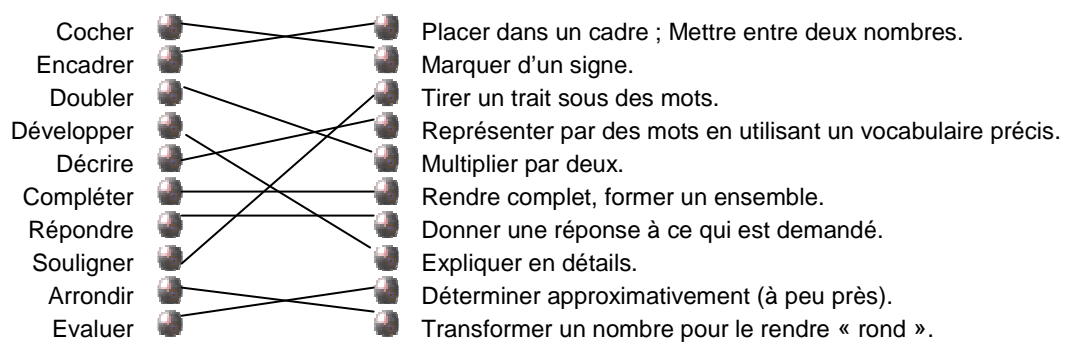 Cocher Placer dans un cadre ; Mettre entre deux nombres.
Encadrer Marquer d'un signe.
Doubler Tirer un trait sous des mots.
Développer Représenter par des mots en utilisant un vocabulaire précis.
Décrire Multiplier par deux.
Compléter Rendre complet, former un ensemble.
Répondre Donner une réponse à ce qui est demandé.
Souligner Expliquer en détails.
Arrondir Déterminer approximativement (à peu près).
Evaluer Transformer un nombre pour le rendre « rond ».